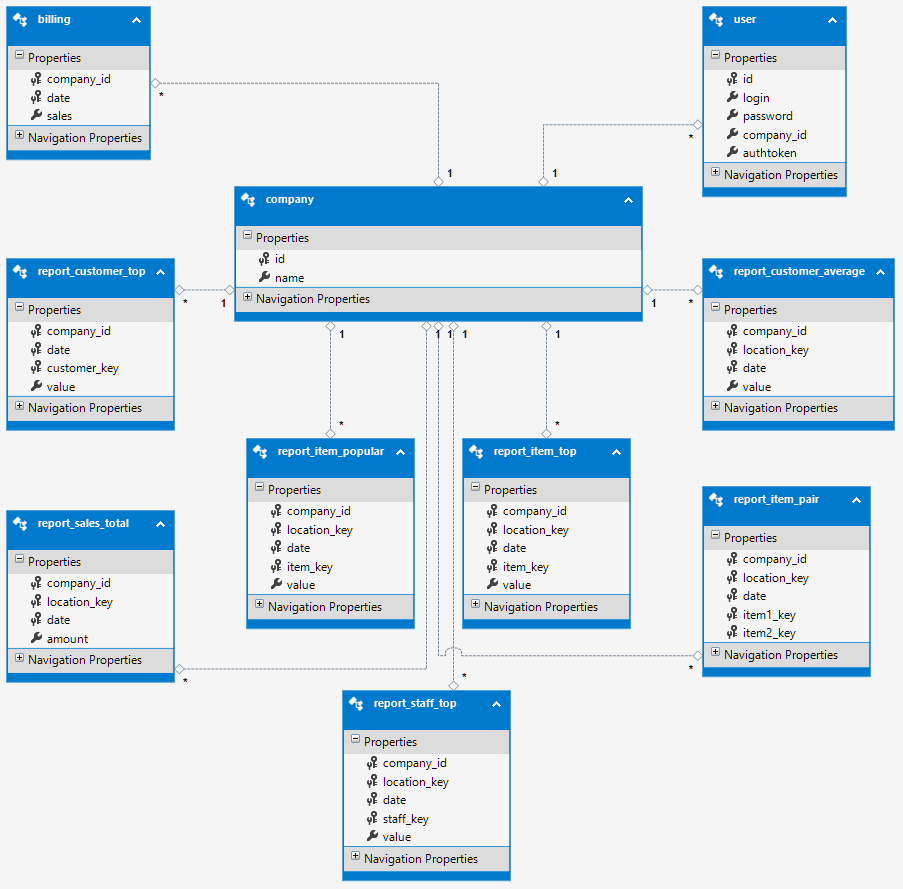 billing
Properties
company_id
date
sales
Navigation Properties
*
user
Properties
id
login
password
company_id
authtoken
Navigation Properties
*
1
1
company
Properties
id
name
Navigation Properties
report_customer_top
Properties
company_id
date
customer_key
value
Navigation Properties
*
1
report_customer_average
Properties
company_id
location_key
date
value
Navigation Properties
1
*
1
1
1
1
1
*
*
report_item_popular
Properties
company_id
location_key
date
item_key
value
Navigation Properties
report_item_top
Properties
company_id
location_key
date
item_key
value
Navigation Properties
report_item_pair
Properties
company_id
location_key
date
item1_key
item2_key
Navigation Properties
*
report_sales_total
Properties
company_id
location_key
date
amount
Navigation Properties
*
*
report_staff_top
Properties
company_id
location_key
date
staff_key
value
Navigation Properties